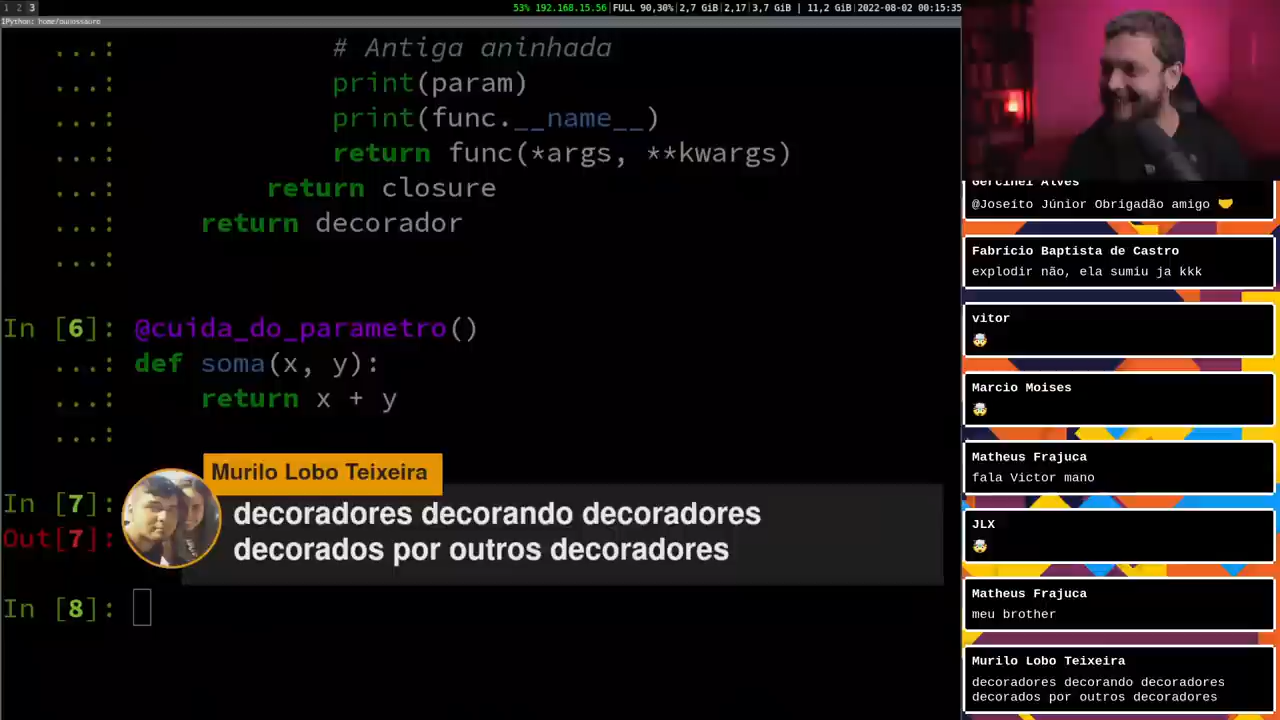 1 2 3
53% 192.168.15.56|FULL 90,30%|2,7 GiB|2,17|3,7 GiB | 11,2 GiB|2022-08-02 00:15:35
...: # Antiga aninhada
...: print(param)
...: print(func.__name__)
...: return func(*args, **kwargs)
...: return closure
...: return decorador
...:
In [6]: @cuida_do_parametro()
...: def soma(x, y):
...: return x + y
...:
In [7]:
Out[7]:
In [8]:
Murilo Lobo Teixeira
decoradores decorando decoradores
decorados por outros decoradores
Gercinei Alves
@Joseito Júnior Obrigadão amigo 🤝
Fabricio Baptista de Castro
explodir não, ela sumiu ja kkk
vitor
🤯
Marcio Moises
🤯
Matheus Frajuca
fala Victor mano
JLX
🤯
Matheus Frajuca
meu brother
Murilo Lobo Teixeira
decoradores decorando decoradores
decorados por outros decoradores